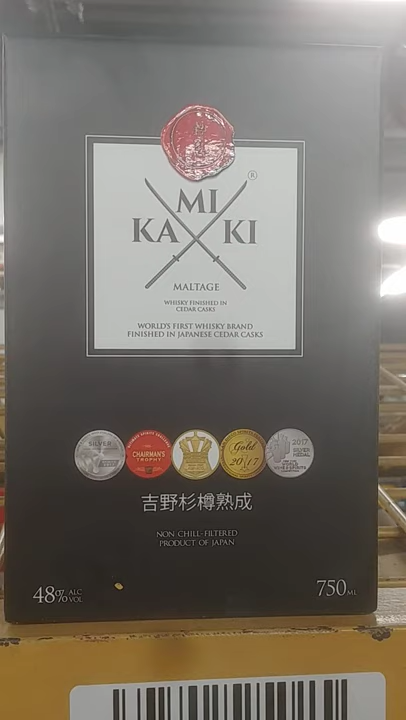 MI
KA KI
®
MALTAGE
WHISKY FINISHED IN
CEDAR CASKS
WORLD'S FIRST WHISKY BRAND
FINISHED IN JAPANESE CEDAR CASKS
SILVER
CHAIRMAN'S
TROPHY
Gold
2017
2017
SILVER
MEDAL
吉野杉樽熟成
NON CHILL-FILTERED
PRODUCT OF JAPAN
48% ALC
VOL
750 ML